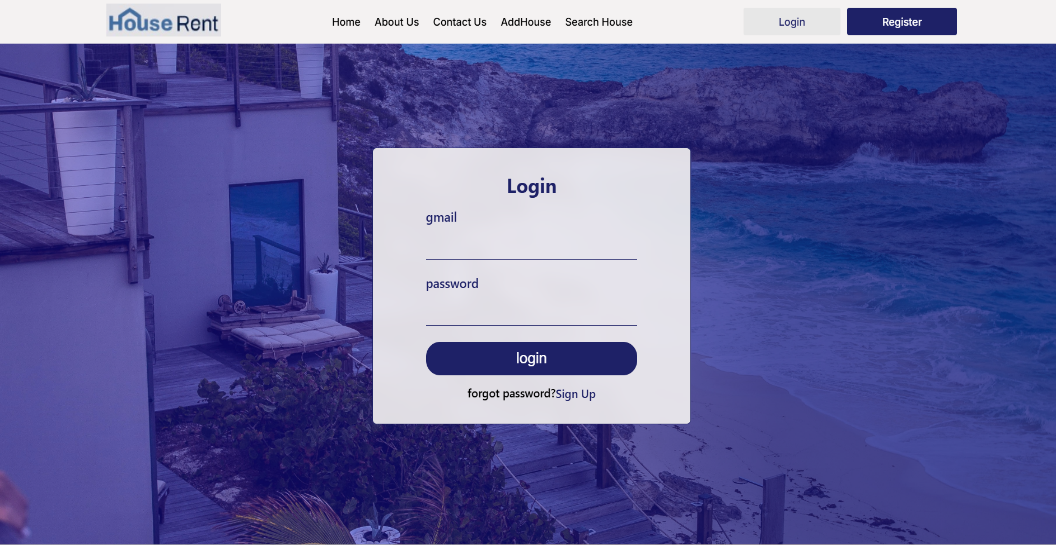 House Rent
Home About Us Contact Us AddHouse Search House
Login Register
Login
gmail
password
login
forgot password?Sign Up